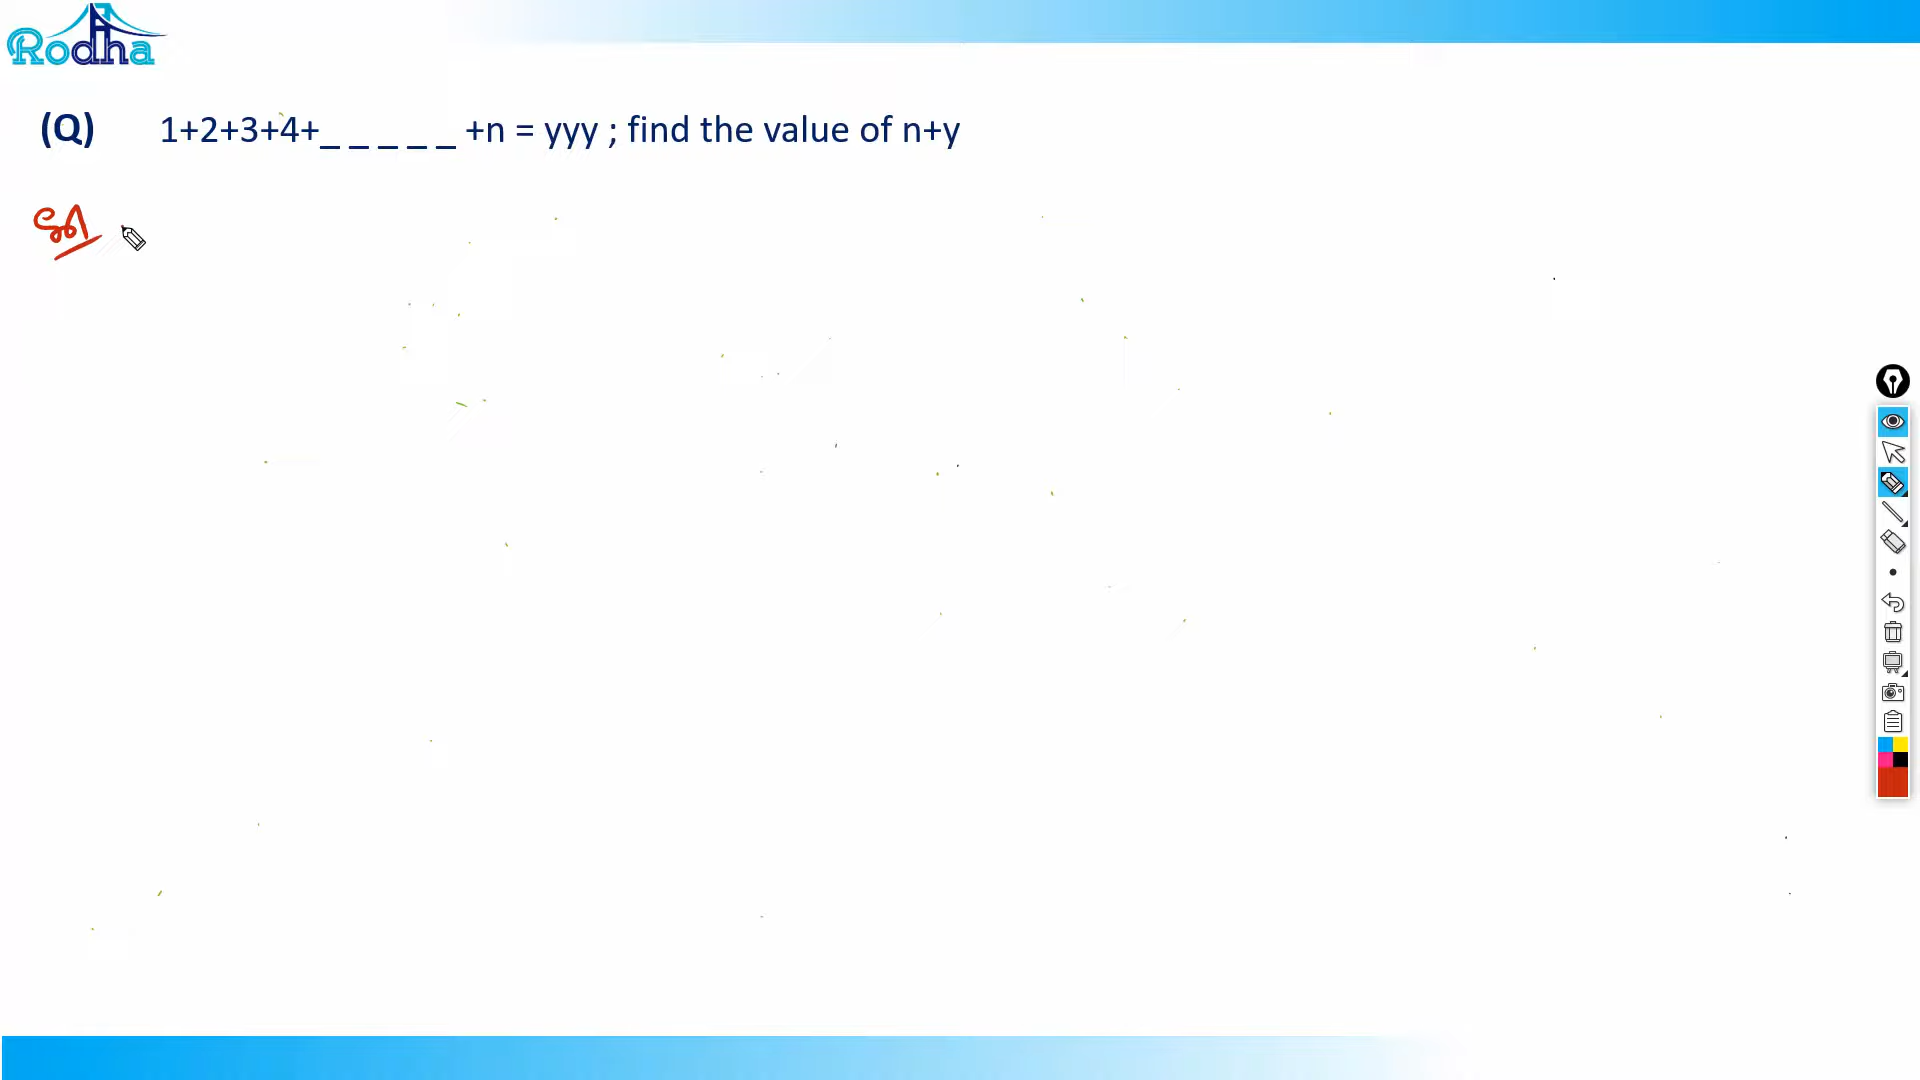 Rodha
(Q) 1+2+3+4+_ _ _ _ _ +n = yyy ; find the value of n+y
Sol